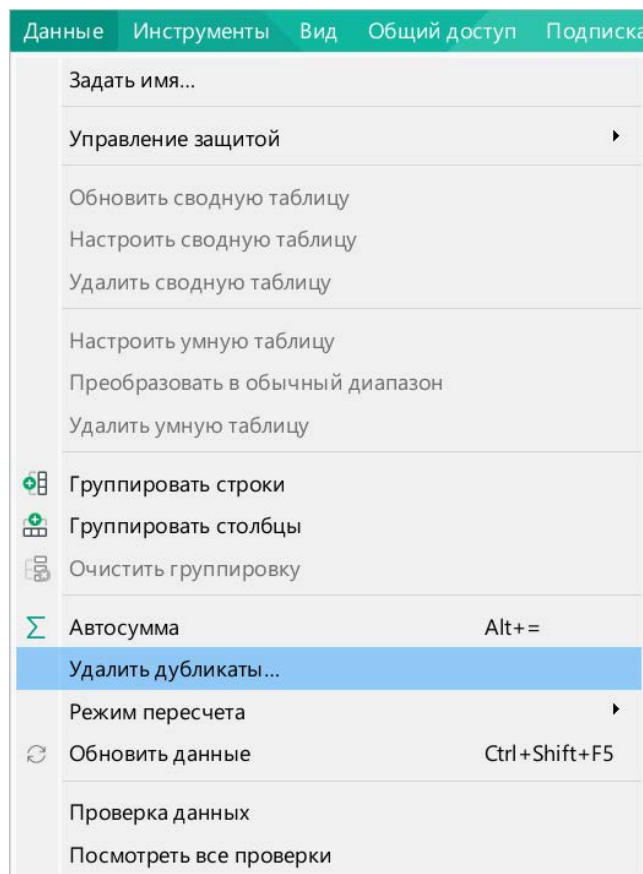 Данные Инструменты Вид Общий доступ Подписка
Задать имя...
Управление защитой
Обновить сводную таблицу
Настроить сводную таблицу
Удалить сводную таблицу
Настроить умную таблицу
Преобразовать в обычный диапазон
Удалить умную таблицу
Группировать строки
Группировать столбцы
Очистить группировку
Автосумма Alt+=
Удалить дубликаты...
Режим пересчета
Обновить данные Ctrl+Shift+F5
Проверка данных
Посмотреть все проверки